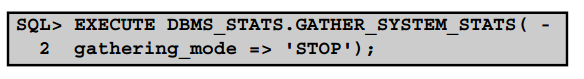 SQL> EXECUTE DBMS_STATS.GATHER_SYSTEM_STATS( -
2 gathering_mode => 'STOP');